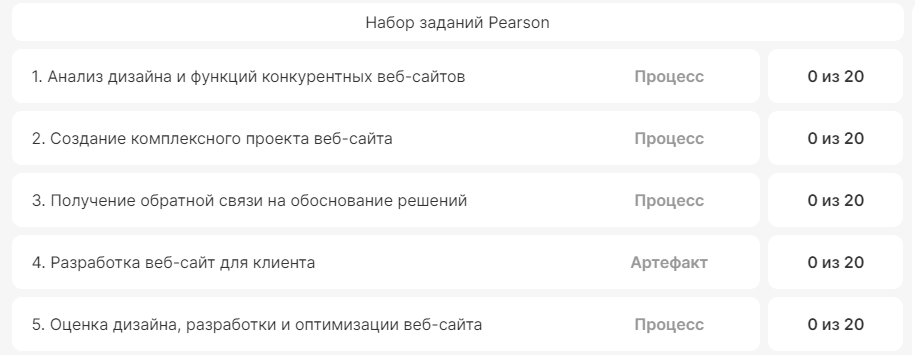 Набор заданий Pearson
1. Анализ дизайна и функций конкурентных веб-сайтов Процесс 0 из 20
2. Создание комплексного проекта веб-сайта Процесс 0 из 20
3. Получение обратной связи на обоснование решений Процесс 0 из 20
4. Разработка веб-сайт для клиента Артефакт 0 из 20
5. Оценка дизайна, разработки и оптимизации веб-сайта Процесс 0 из 20